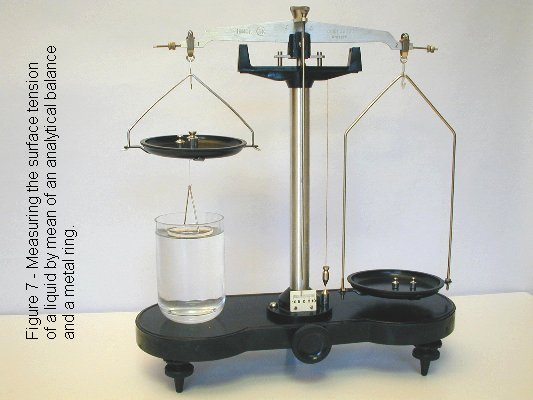 Figure 7 - Measuring the surface tension
of a liquid by mean of an analytical balance
and a metal ring.